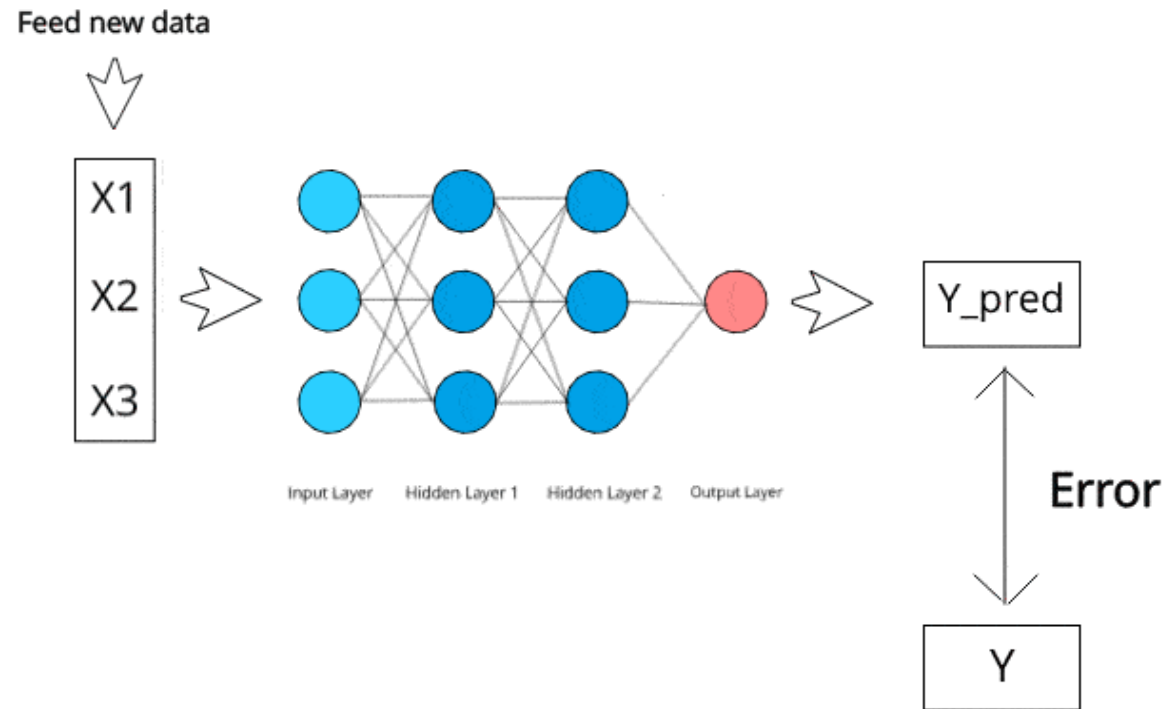 Feed new data
X1
X2
X3
Input Layer
Hidden Layer 1
Hidden Layer 2
Output Layer
Y_pred
Error
Y